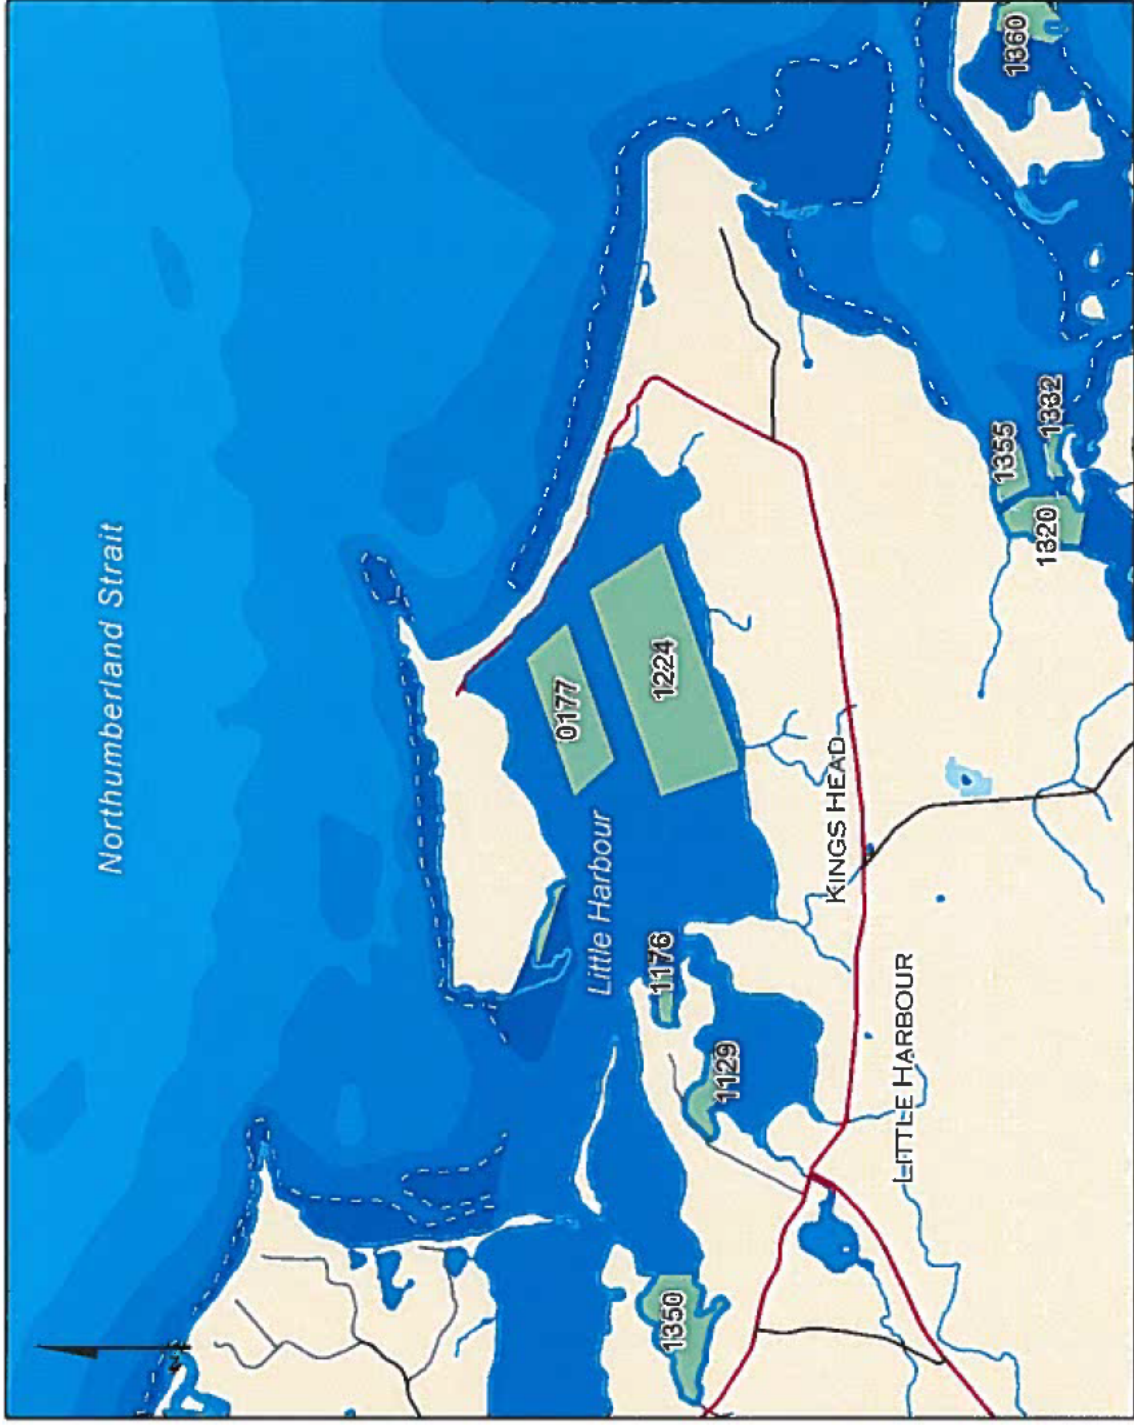 Northumberland Strait
Little Harbour
0177
1224
1176
1129
1350
KINGS HEAD
LITTLE HARBOUR
1355
1332
1320
1360
N